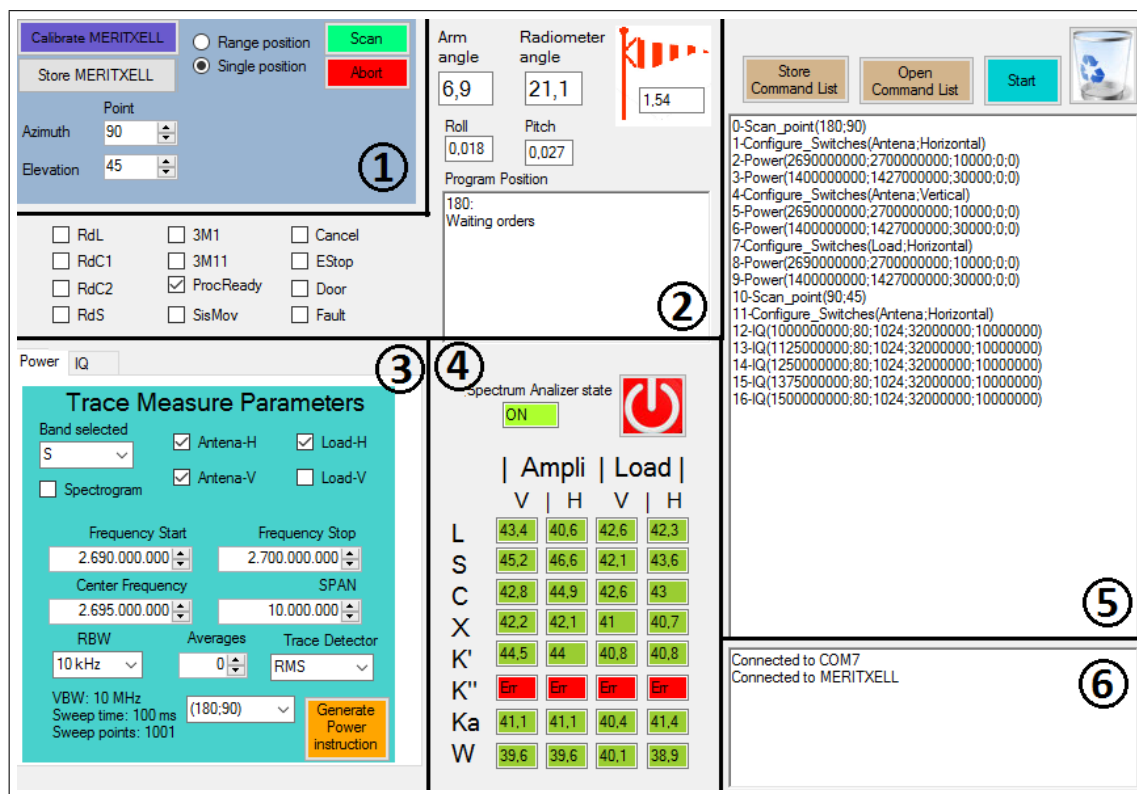 Calibrate MERITXELL
Store MERITXELL
Range position
Single position
Scan
Abort
Point
Azimuth 90
Elevation 45
1
RdL
RdC1
RdC2
RdS
3M1
3M11
ProcReady
SisMov
Cancel
EStop
Door
Fault
Arm angle
6,9
Radiometer angle
21,1
1,54
Roll
0,018
Pitch
0,027
Program Position
180:
Waiting orders
2
Power IQ
3
Trace Measure Parameters
Band selected
S
Spectrogram
Antena-H
Antena-V
Load-H
Load-V
Frequency Start
2.690.000.000
Frequency Stop
2.700.000.000
Center Frequency
2.695.000.000
SPAN
10.000.000
RBW
10 kHz
Averages
0
Trace Detector
RMS
VBW: 10 MHz
Sweep time: 100 ms
Sweep points: 1001
(180;90)
Generate
Power
instruction
4
Spectrum Analizer state
ON
| Ampli | Load |
V | H V | H
L 43,4 40,6 42,6 42,3
S 45,2 46,6 42,1 43,6
C 42,8 44,9 42,6 43
X 42,2 42,1 41 40,7
K' 44,5 44 40,8 40,8
K" Err Err Err Err
Ka 41,1 41,1 40,4 41,4
W 39,6 39,6 40,1 38,9
Store
Command List
Open
Command List
Start
0-Scan_point(180;90)
1-Configure_Switches(Antena;Horizontal)
2-Power(2690000000;2700000000;10000;0;0)
3-Power(1400000000;1427000000;30000;0;0)
4-Configure_Switches(Antena;Vertical)
5-Power(2690000000;2700000000;10000;0;0)
6-Power(1400000000;1427000000;30000;0;0)
7-Configure_Switches(Load;Horizontal)
8-Power(2690000000;2700000000;10000;0;0)
9-Power(1400000000;1427000000;30000;0;0)
10-Scan_point(90;45)
11-Configure_Switches(Antena;Horizontal)
12-IQ(1000000000;80;1024;32000000;10000000)
13-IQ(1125000000;80;1024;32000000;10000000)
14-IQ(1250000000;80;1024;32000000;10000000)
15-IQ(1375000000;80;1024;32000000;10000000)
16-IQ(1500000000;80;1024;32000000;10000000)
5
Connected to COM7
Connected to MERITXELL
6